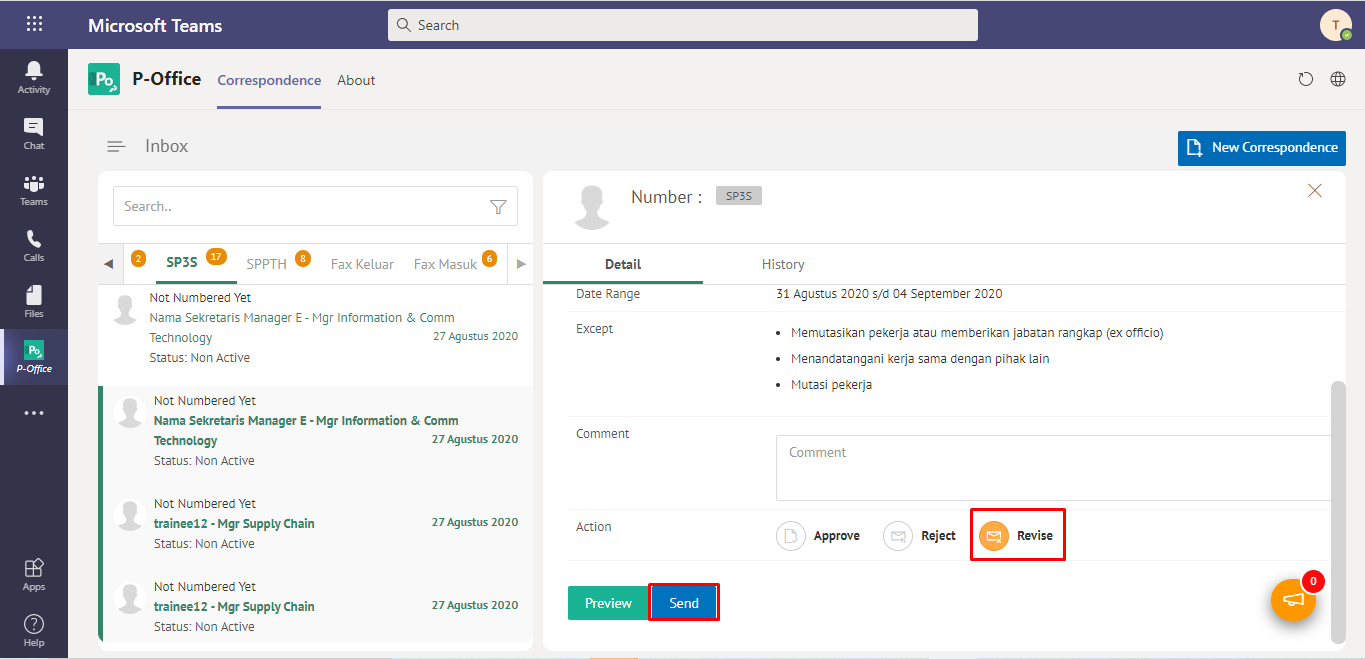 Microsoft Teams
Search
T
Activity
Chat
Teams
Calls
Files
Po
P-Office
Apps
Help
Po
P-Office
Correspondence
About
Inbox
New Correspondence
Search..
2
SP3S 17
SPPTH 8
Fax Keluar
Fax Masuk 6
Not Numbered Yet
Nama Sekretaris Manager E - Mgr Information & Comm
Technology
27 Agustus 2020
Status: Non Active
Not Numbered Yet
Nama Sekretaris Manager E - Mgr Information & Comm
Technology
27 Agustus 2020
Status: Non Active
Not Numbered Yet
trainee12 - Mgr Supply Chain
27 Agustus 2020
Status: Non Active
Not Numbered Yet
trainee12 - Mgr Supply Chain
27 Agustus 2020
Status: Non Active
Number : SP3S
Detail
History
Date Range
31 Agustus 2020 s/d 04 September 2020
Except
• Memutasikan pekerja atau memberikan jabatan rangkap (ex officio)
• Menandatangani kerja sama dengan pihak lain
• Mutasi pekerja
Comment
Comment
Action
Approve
Reject
Revise
Preview
Send
0